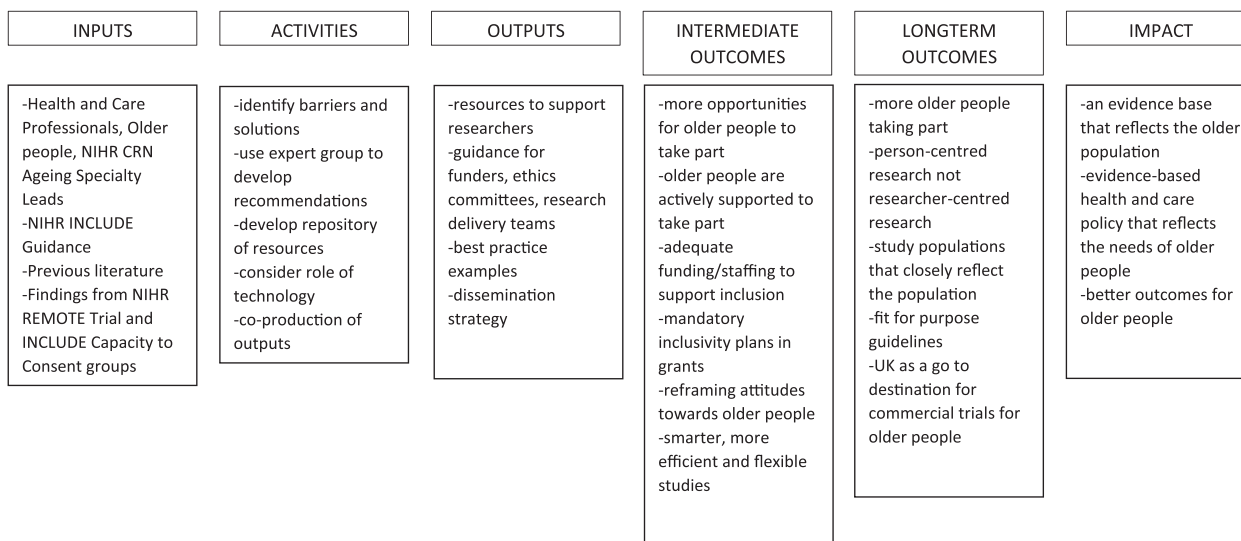 INPUTS
-Health and Care
Professionals, Older
people, NIHR CRN
Ageing Specialty
Leads
-NIHR INCLUDE
Guidance
-Previous literature
-Findings from NIHR
REMOTE Trial and
INCLUDE Capacity to
Consent groups
ACTIVITIES
-identify barriers and
solutions
-use expert group to
develop
recommendations
-develop repository
of resources
-consider role of
technology
-co-production of
outputs
OUTPUTS
-resources to support
researchers
-guidance for
funders, ethics
committees, research
delivery teams
-best practice
examples
-dissemination
strategy
INTERMEDIATE
OUTCOMES
-more opportunities
for older people to
take part
-older people are
actively supported to
take part
-adequate
funding/staffing to
support inclusion
-mandatory
inclusivity plans in
grants
-reframing attitudes
towards older people
-smarter, more
efficient and flexible
studies
LONGTERM
OUTCOMES
-more older people
taking part
-person-centred
research not
researcher-centred
research
-study populations
that closely reflect
the population
-fit for purpose
guidelines
-UK as a go to
destination for
commercial trials for
older people
IMPACT
-an evidence base
that reflects the older
population
-evidence-based
health and care
policy that reflects
the needs of older
people
-better outcomes for
older people